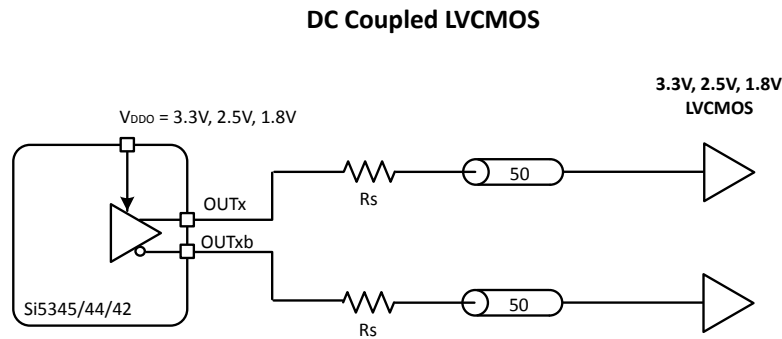 DC Coupled LVCMOS
3.3V, 2.5V, 1.8V
LVCMOS
VDDO = 3.3V, 2.5V, 1.8V
OUTx
Rs
50
OUTxb
Si5345/44/42
Rs
50